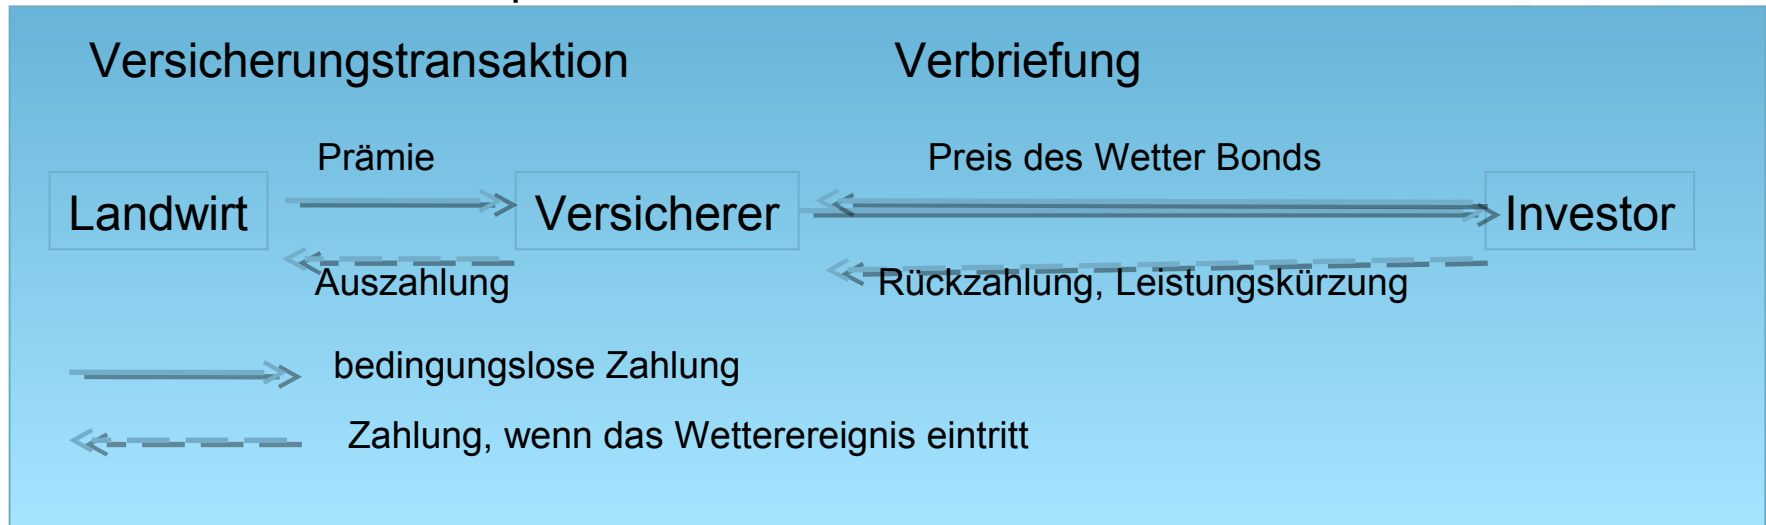 Versicherungstransaktion Verbriefung
Prämie Preis des Wetter Bonds
Landwirt Versicherer Investor
Auszahlung Rückzahlung, Leistungskürzung
bedingungslose Zahlung
Zahlung, wenn das Wetterereignis eintritt